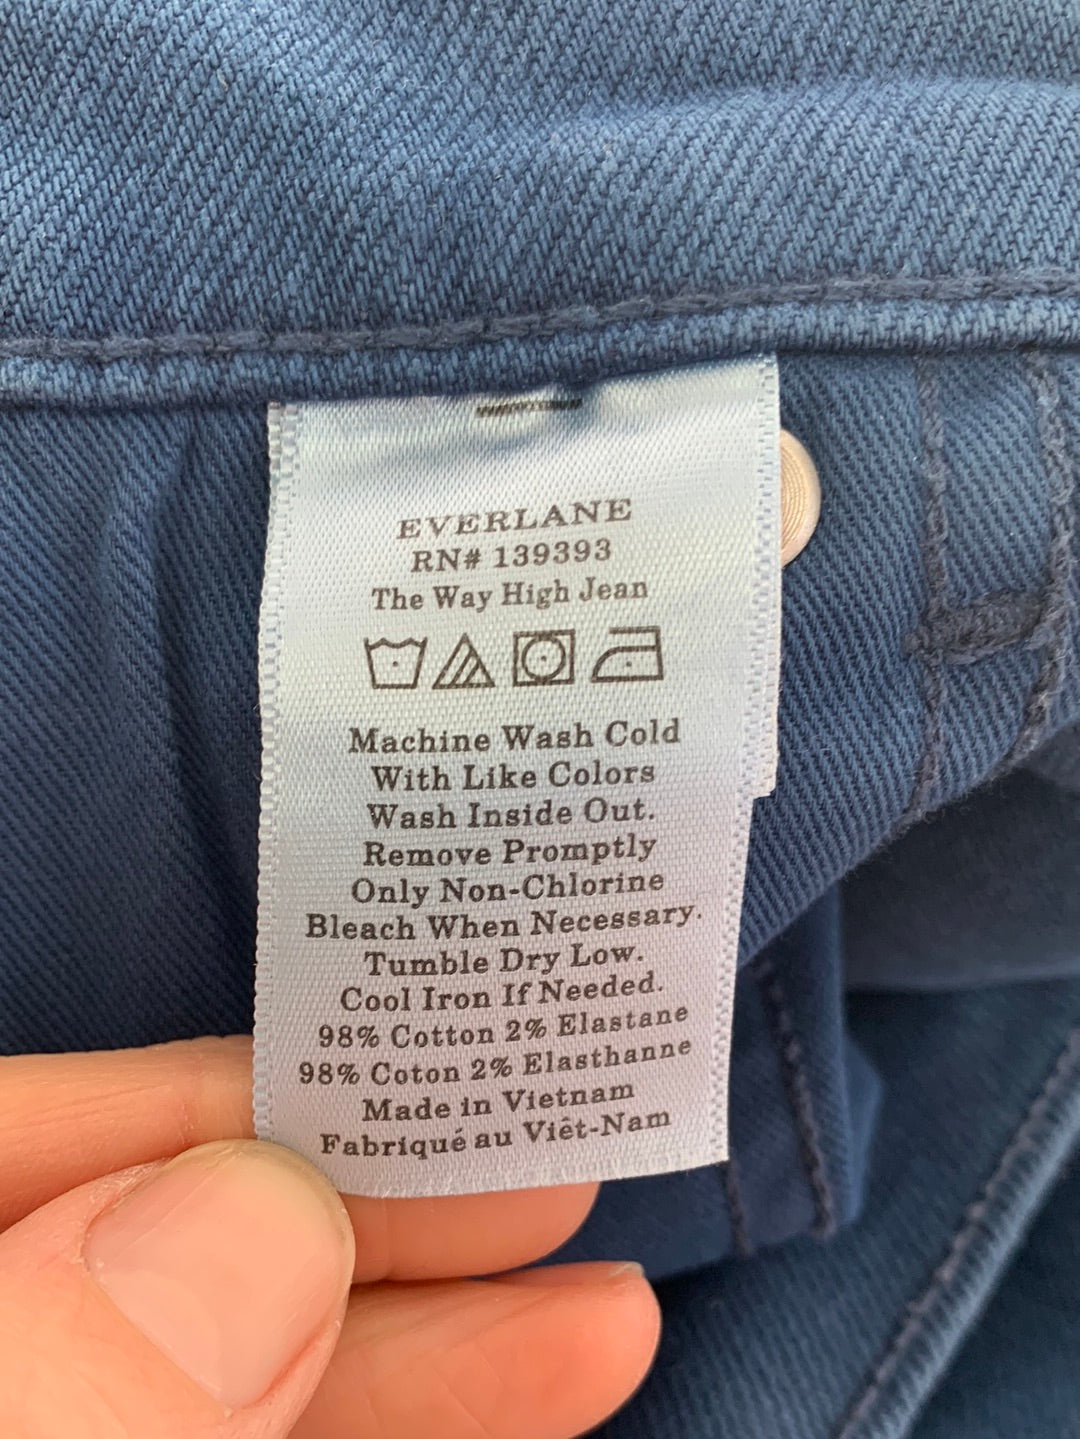 EVERLANE
RN# 139393
The Way High Jean
Machine Wash Cold
With Like Colors
Wash Inside Out.
Remove Promptly
Only Non-Chlorine
Bleach When Necessary.
Tumble Dry Low.
Cool Iron If Needed.
98% Cotton 2% Elastane
98% Coton 2% Elasthanne
Made in Vietnam
Fabriqué au Viêt-Nam